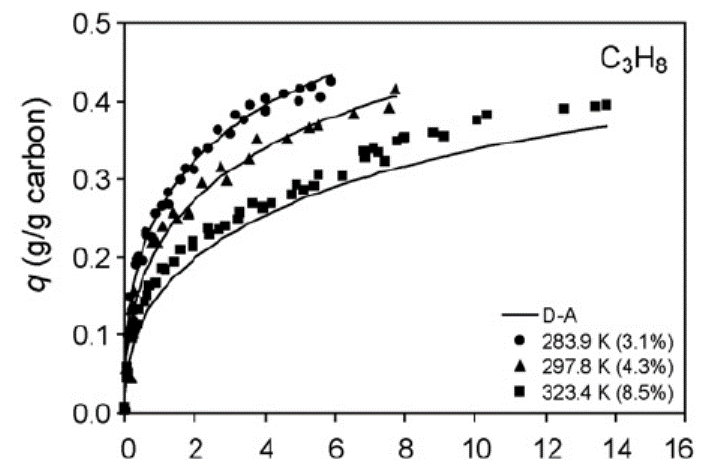 0.5
C3H8
0.4
q (g/g carbon)
0.3
0.2
D-A
283.9 K (3.1%)
0.1
297.8 K (4.3%)
323.4 K (8.5%)
0.0
0 2 4 6 8 10 12 14 16